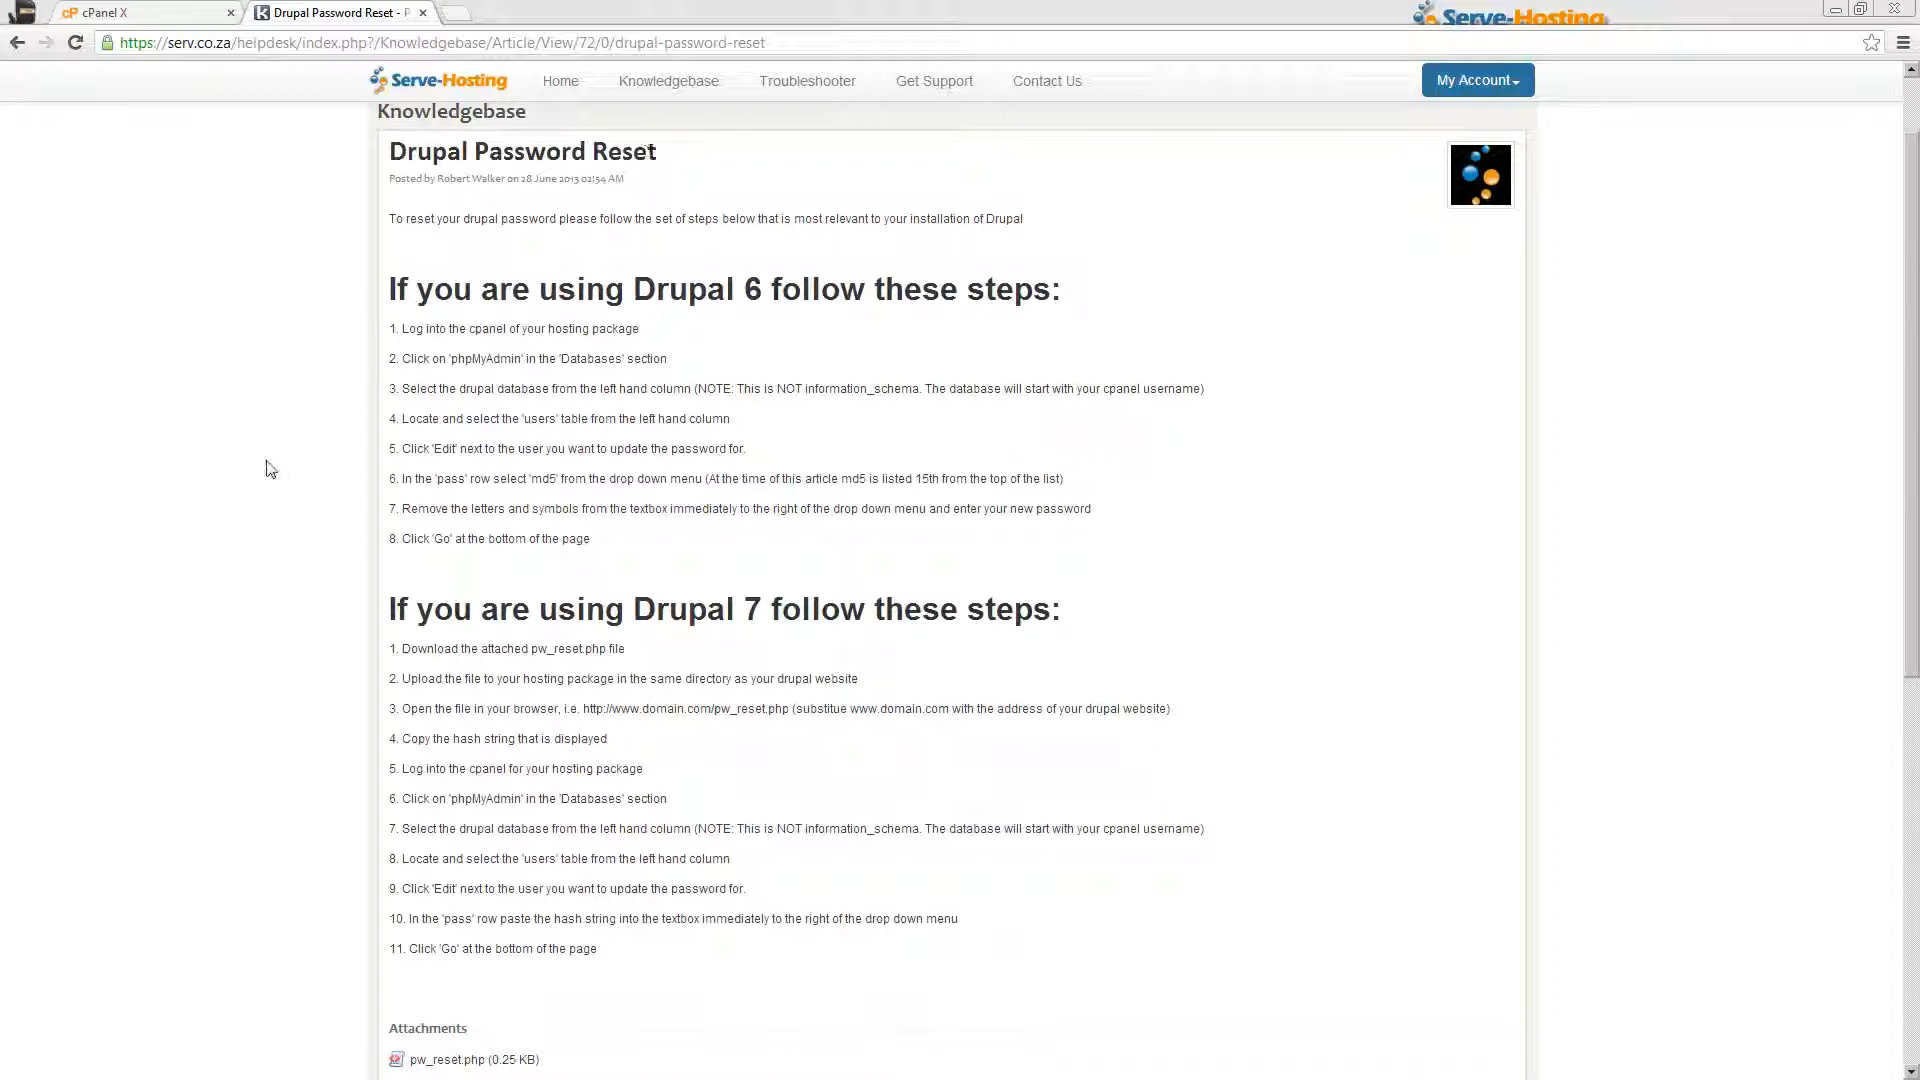 cP cPanel X
Drupal Password Reset - P
Serve-Hosting
https://serv.co.za/helpdesk/index.php?/Knowledgebase/Article/View/72/0/drupal-password-reset
Serve-Hosting Home Knowledgebase Troubleshooter Get Support Contact Us My Account
Knowledgebase
Drupal Password Reset
Posted by Robert Walker on 28 June 2013 02:54 AM
To reset your drupal password please follow the set of steps below that is most relevant to your installation of Drupal
If you are using Drupal 6 follow these steps:
1. Log into the cpanel of your hosting package
2. Click on 'phpMyAdmin' in the 'Databases' section
3. Select the drupal database from the left hand column (NOTE: This is NOT information_schema. The database will start with your cpanel username)
4. Locate and select the 'users' table from the left hand column
5. Click 'Edit' next to the user you want to update the password for.
6. In the 'pass' row select 'md5' from the drop down menu (At the time of this article md5 is listed 15th from the top of the list)
7. Remove the letters and symbols from the textbox immediately to the right of the drop down menu and enter your new password
8. Click 'Go' at the bottom of the page
If you are using Drupal 7 follow these steps:
1. Download the attached pw_reset.php file
2. Upload the file to your hosting package in the same directory as your drupal website
3. Open the file in your browser, i.e. http://www.domain.com/pw_reset.php (substitue www.domain.com with the address of your drupal website)
4. Copy the hash string that is displayed
5. Log into the cpanel for your hosting package
6. Click on 'phpMyAdmin' in the 'Databases' section
7. Select the drupal database from the left hand column (NOTE: This is NOT information_schema. The database will start with your cpanel username)
8. Locate and select the 'users' table from the left hand column
9. Click 'Edit' next to the user you want to update the password for.
10. In the 'pass' row paste the hash string into the textbox immediately to the right of the drop down menu
11. Click 'Go' at the bottom of the page
Attachments
pw_reset.php (0.25 KB)